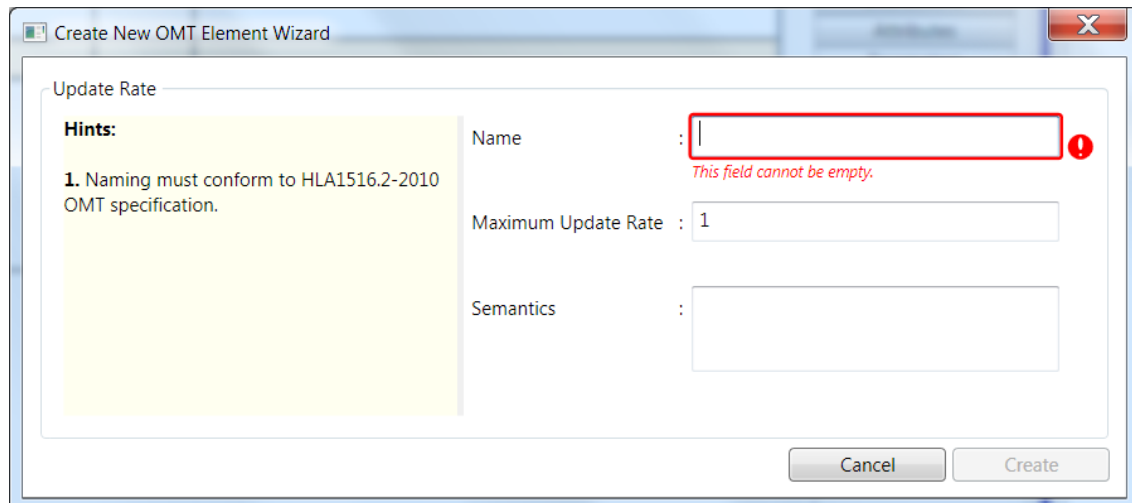 Create New OMT Element Wizard
Attributes
Update Rate
Hints:
1. Naming must conform to HLA1516.2-2010
OMT specification.
Name :
This field cannot be empty.
Maximum Update Rate : 1
Semantics :
Cancel
Create